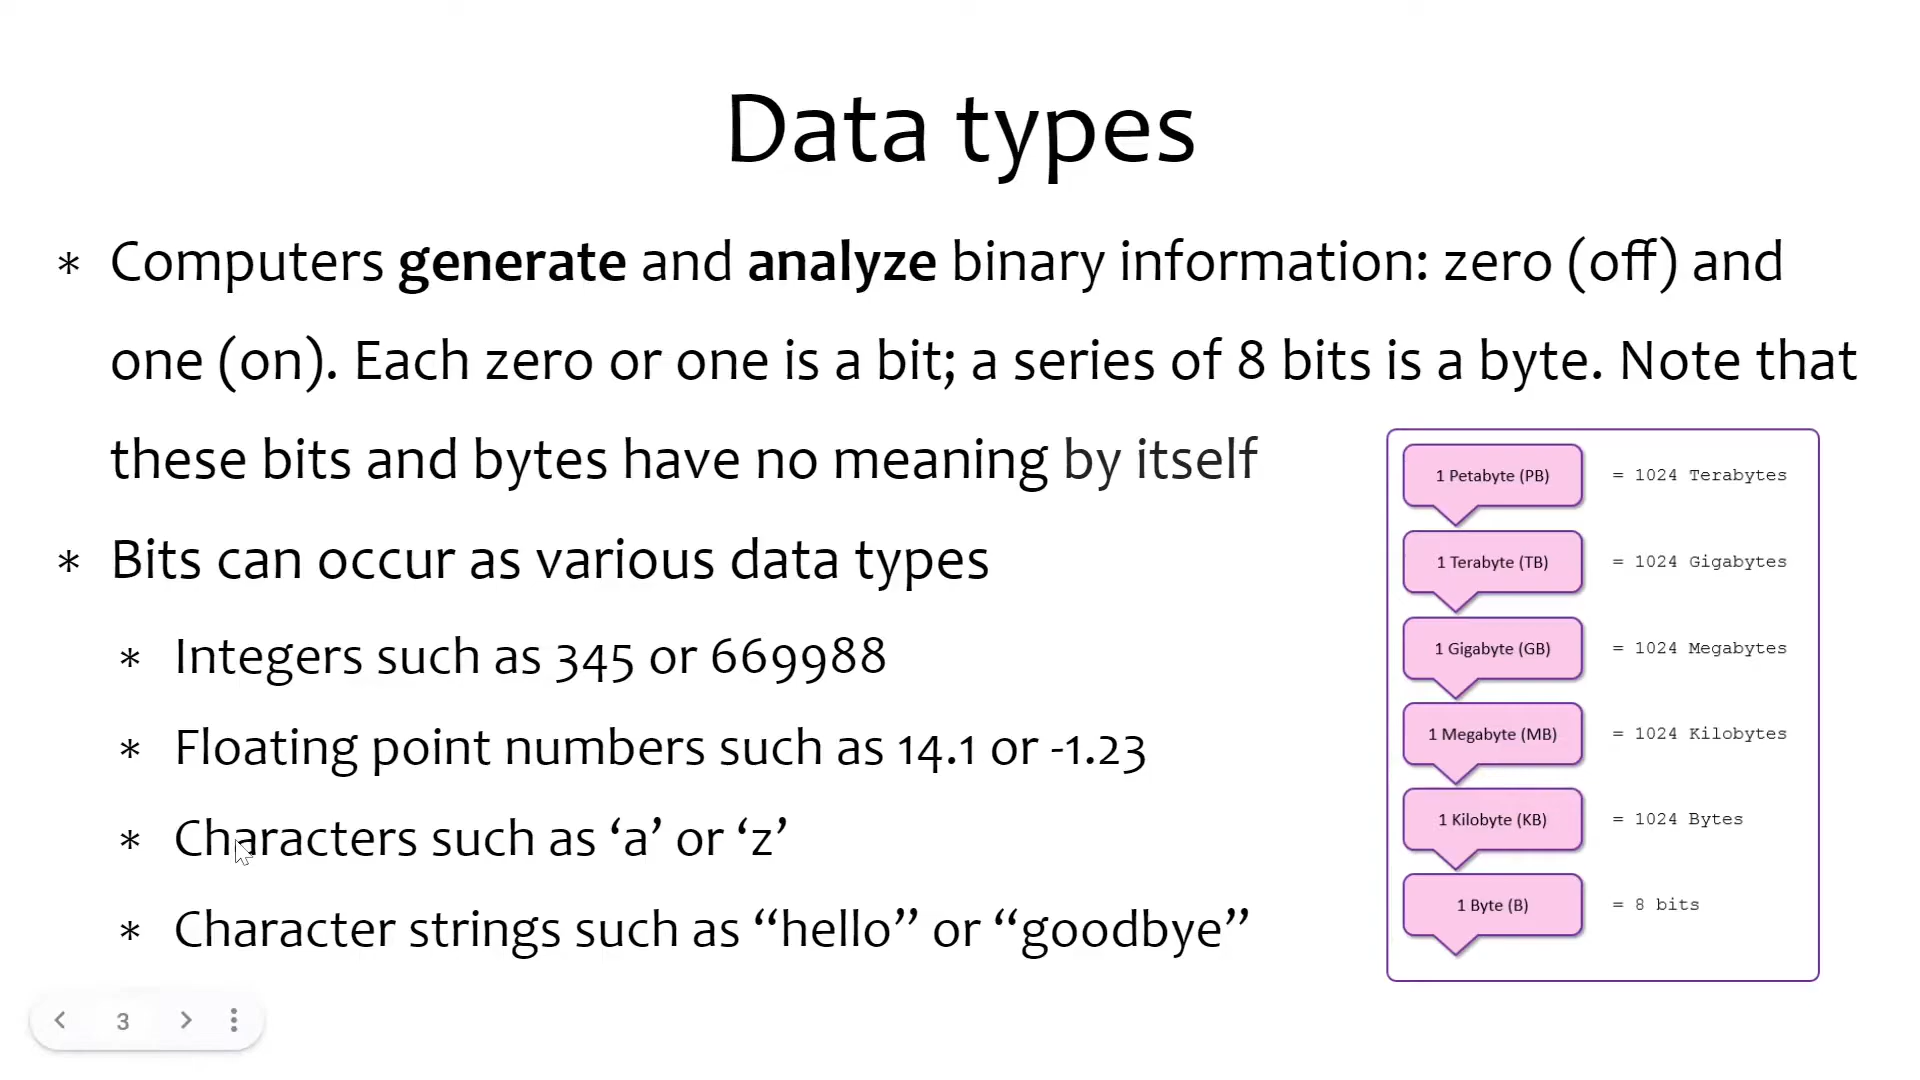 Data types
* Computers generate and analyze binary information: zero (off) and
one (on). Each zero or one is a bit; a series of 8 bits is a byte. Note that
these bits and bytes have no meaning by itself
* Bits can occur as various data types
* Integers such as 345 or 669988
* Floating point numbers such as 14.1 or -1.23
* Characters such as ‘a’ or ‘z’
* Character strings such as “hello” or “goodbye”
1 Petabyte (PB) = 1024 Terabytes
1 Terabyte (TB) = 1024 Gigabytes
1 Gigabyte (GB) = 1024 Megabytes
1 Megabyte (MB) = 1024 Kilobytes
1 Kilobyte (KB) = 1024 Bytes
1 Byte (B) = 8 bits
3